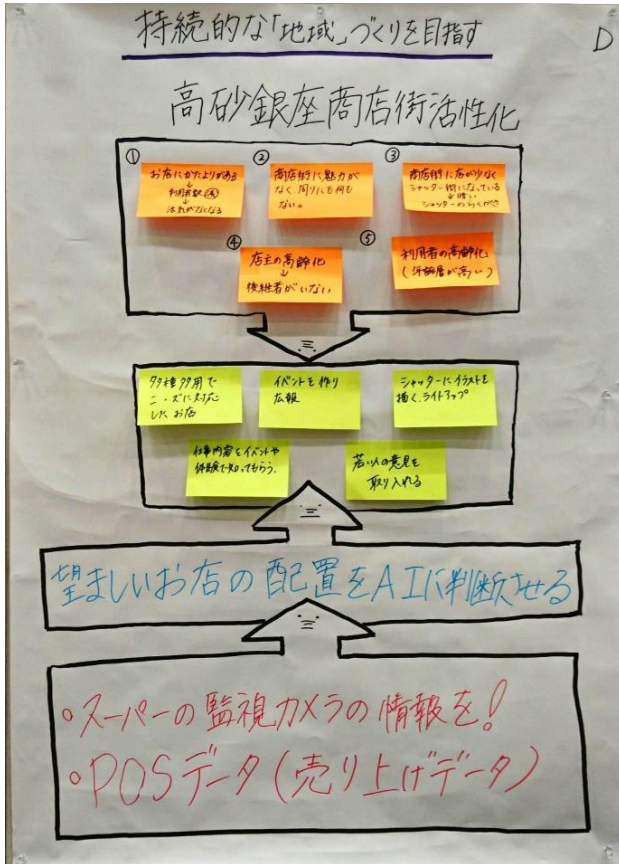 持続的な「地域」づくりを目指す
D
高砂銀座商店街活性化
①
お店にかたよりがある
↓
利用者数 減
↓
活気がなくなる
②
商店街に魅力が
なく、周りにも何も
ない。
③
商店街に店が少なく
シャッター街になっている
→暗い
シャッターのらくがき
④
店主の高齢化
↓
後継者がいない
⑤
利用者の高齢化
(年齢層が高い)
多種多用で
ニーズに対応
したお店
イベントを作り
広報
シャッターにイラストを
描く、ライトアップ
仕事内容をイベントや
体験で知ってもらう。
若い人の意見を
取り入れる
望ましいお店の配置をAIに判断させる
・スーパーの監視カメラの情報を!
・POSデータ(売り上げデータ)